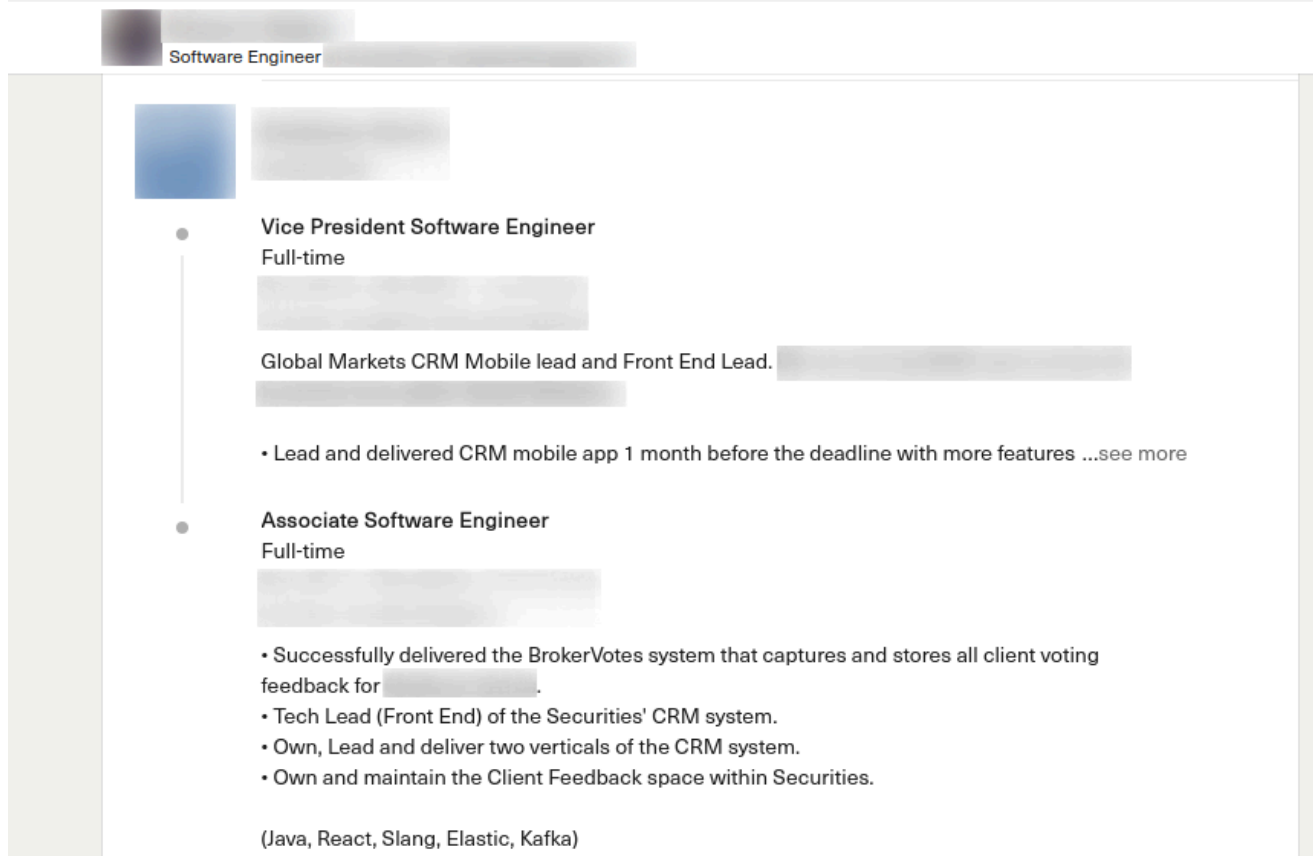 Software Engineer
Vice President Software Engineer
Full-time
Global Markets CRM Mobile lead and Front End Lead.
• Lead and delivered CRM mobile app 1 month before the deadline with more features ...see more
Associate Software Engineer
Full-time
• Successfully delivered the BrokerVotes system that captures and stores all client voting
feedback for .
• Tech Lead (Front End) of the Securities' CRM system.
• Own, Lead and deliver two verticals of the CRM system.
• Own and maintain the Client Feedback space within Securities.
(Java, React, Slang, Elastic, Kafka)